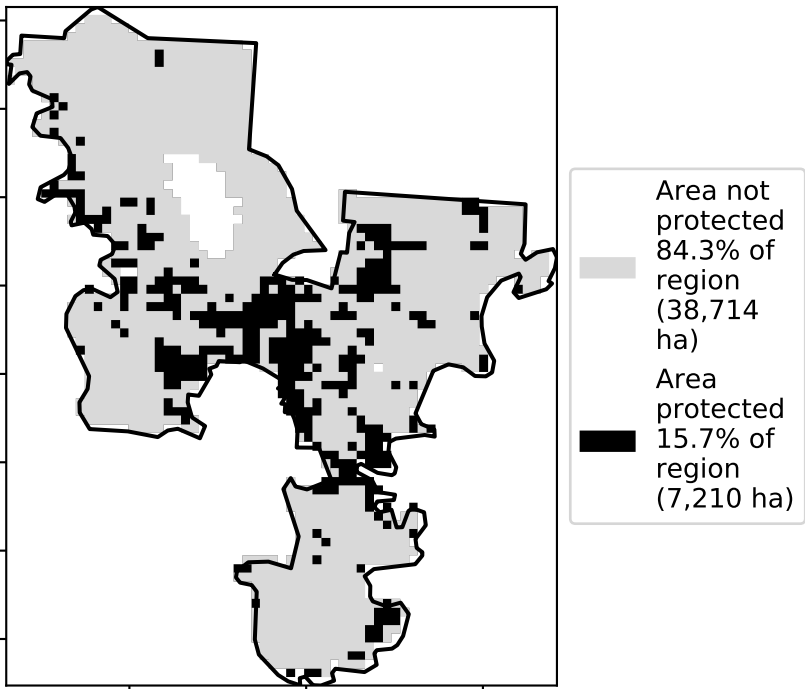 Area not
protected
84.3% of
region
(38,714
ha)
Area
protected
15.7% of
region
(7,210 ha)